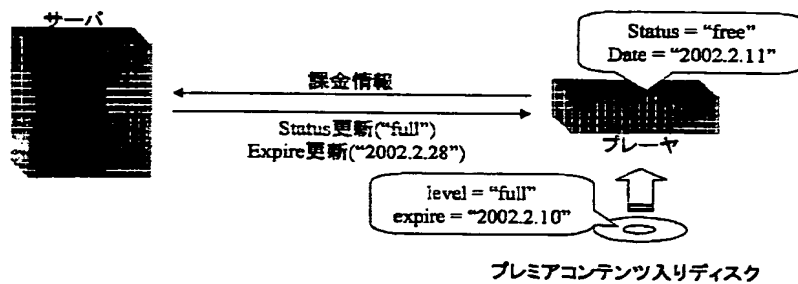 サーバ
Status = “free”
Date = “2002.2.11”
課金情報
Status更新(“full”)
Expire更新(“2002.2.28”)
プレーヤ
level = “full”
expire = “2002.2.10”
プレミアコンテンツ入りディスク